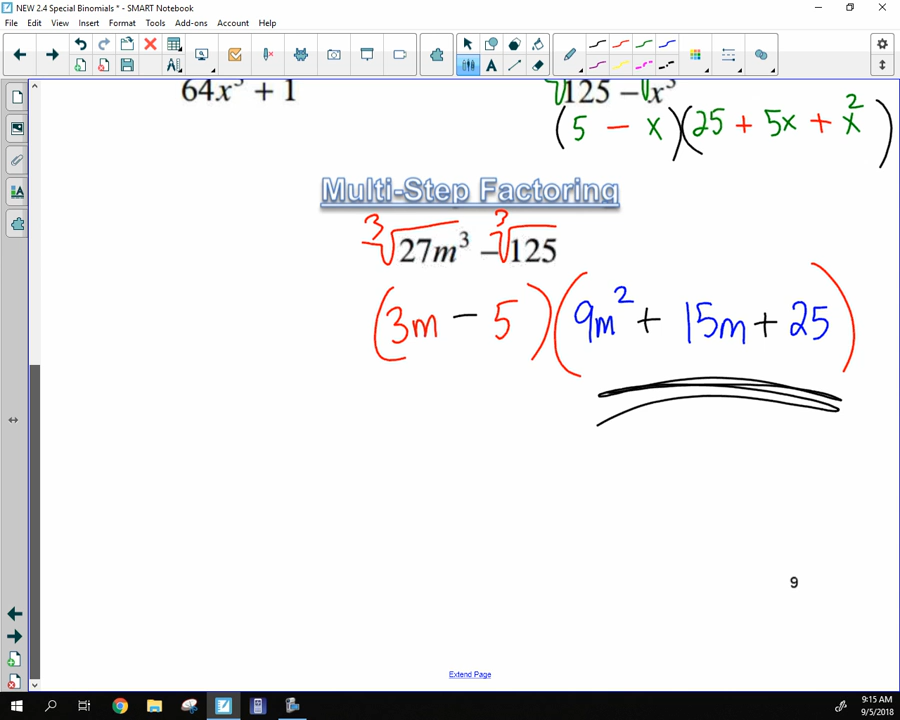 NEW 2.4 Special Binomials * - SMART Notebook
File Edit View Insert Format Tools Add-ons Account Help
64x³ + 1
√125 − √x³
(5 − x)(25 + 5x + x²)
Multi-Step Factoring
∛27m³ − ∛125
(3m − 5)(9m² + 15m + 25)
9
Extend Page
9:15 AM
9/5/2018